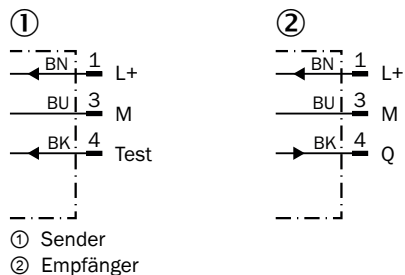 ① ②
BN 1 L+ BN 1 L+
BU 3 M BU 3 M
BK 4 Test BK 4 Q
① Sender
② Empfänger